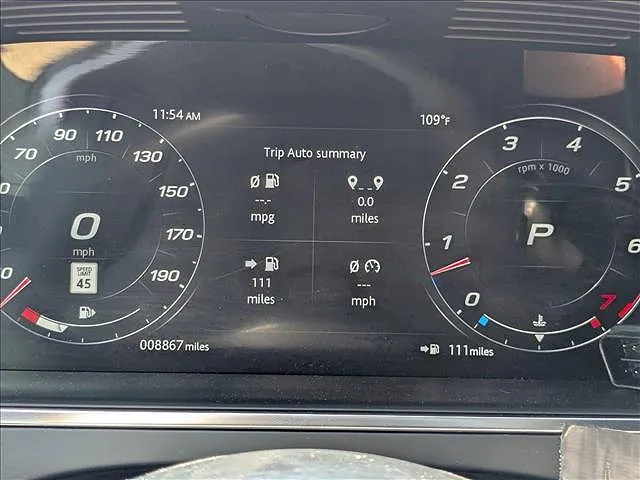 11:54 AM
109°F
Trip Auto summary
--.-
mpg
0.0
miles
111
miles
---
mph
70
90
110
130
150
170
190
mph
0
mph
SPEED
LIMIT
45
008867 miles
0
1
2
3
4
5
6
7
rpm x 1000
P
111 miles